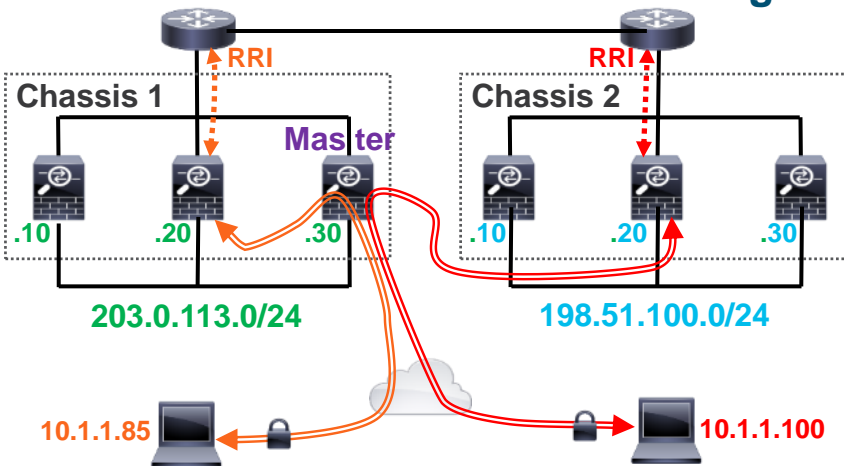 g
RRI
RRI
Chassis 1
Chassis 2
Master
.10
.20
.30
.10
.20
.30
203.0.113.0/24
198.51.100.0/24
10.1.1.85
10.1.1.100